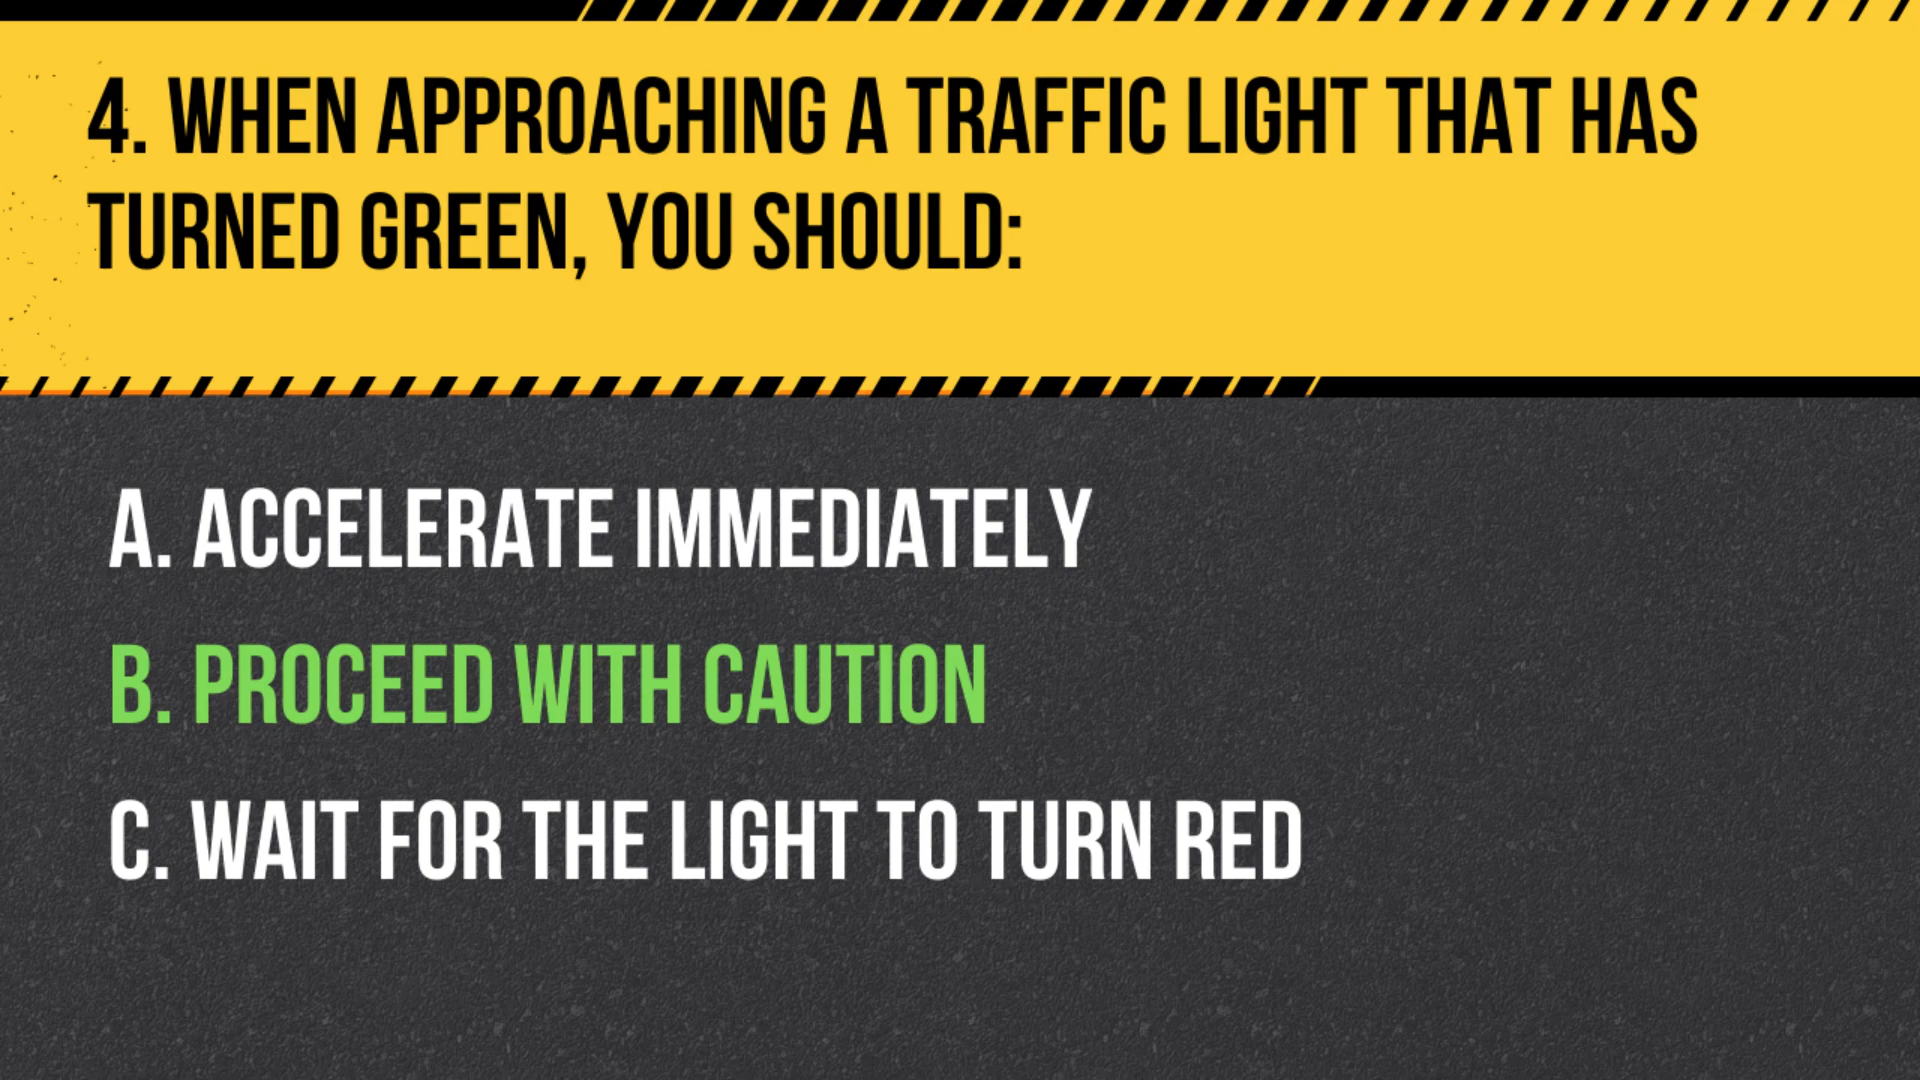 4. WHEN APPROACHING A TRAFFIC LIGHT THAT HAS
TURNED GREEN, YOU SHOULD:
A. ACCELERATE IMMEDIATELY
B. PROCEED WITH CAUTION
C. WAIT FOR THE LIGHT TO TURN RED